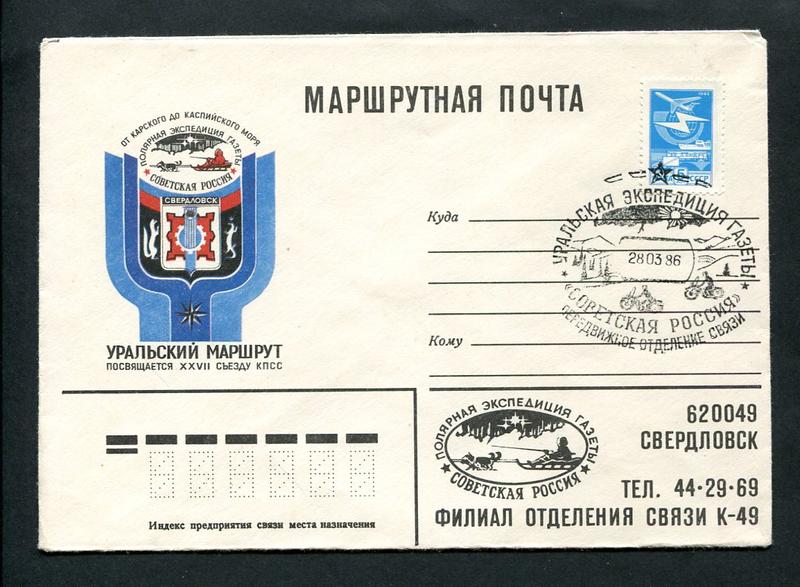 МАРШРУТНАЯ ПОЧТА
ОТ КАРСКОГО ДО КАСПИЙСКОГО МОРЯ
ПОЛЯРНАЯ ЭКСПЕДИЦИЯ ГАЗЕТЫ
★ СОВЕТСКАЯ РОССИЯ ★
СВЕРДЛОВСК
УРАЛЬСКИЙ МАРШРУТ
ПОСВЯЩАЕТСЯ XXVII СЪЕЗДУ КПСС
СССР
Куда
УРАЛЬСКАЯ ЭКСПЕДИЦИЯ ГАЗЕТЫ
28 03 86
«СОВЕТСКАЯ РОССИЯ»
ПЕРЕДВИЖНОЕ ОТДЕЛЕНИЕ СВЯЗИ
Кому
ПОЛЯРНАЯ ЭКСПЕДИЦИЯ ГАЗЕТЫ
★ СОВЕТСКАЯ РОССИЯ ★
620049
СВЕРДЛОВСК
ТЕЛ. 44·29·69
ФИЛИАЛ ОТДЕЛЕНИЯ СВЯЗИ К-49
Индекс предприятия связи места назначения